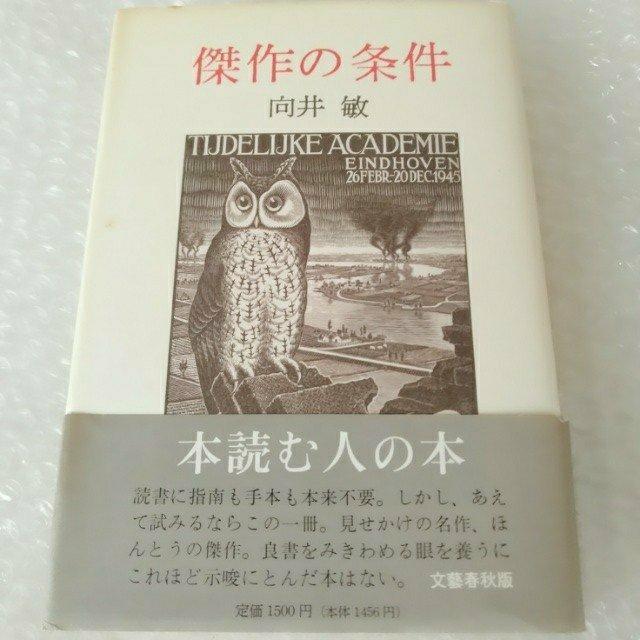 傑作の条件
向井 敏
TIJDELIJKE ACADEMIE
EINDHOVEN
26 FEBR·-20 DEC.1945
本読む人の本
読書に指南も手本も本来不要。しかし、あえ
て試みるならこの一冊。見せかけの名作、ほ
んとうの傑作。良書をみきわめる眼を養うに
これほど示唆にとんだ本はない。 文藝春秋版
定価1500円〔本体1456円〕